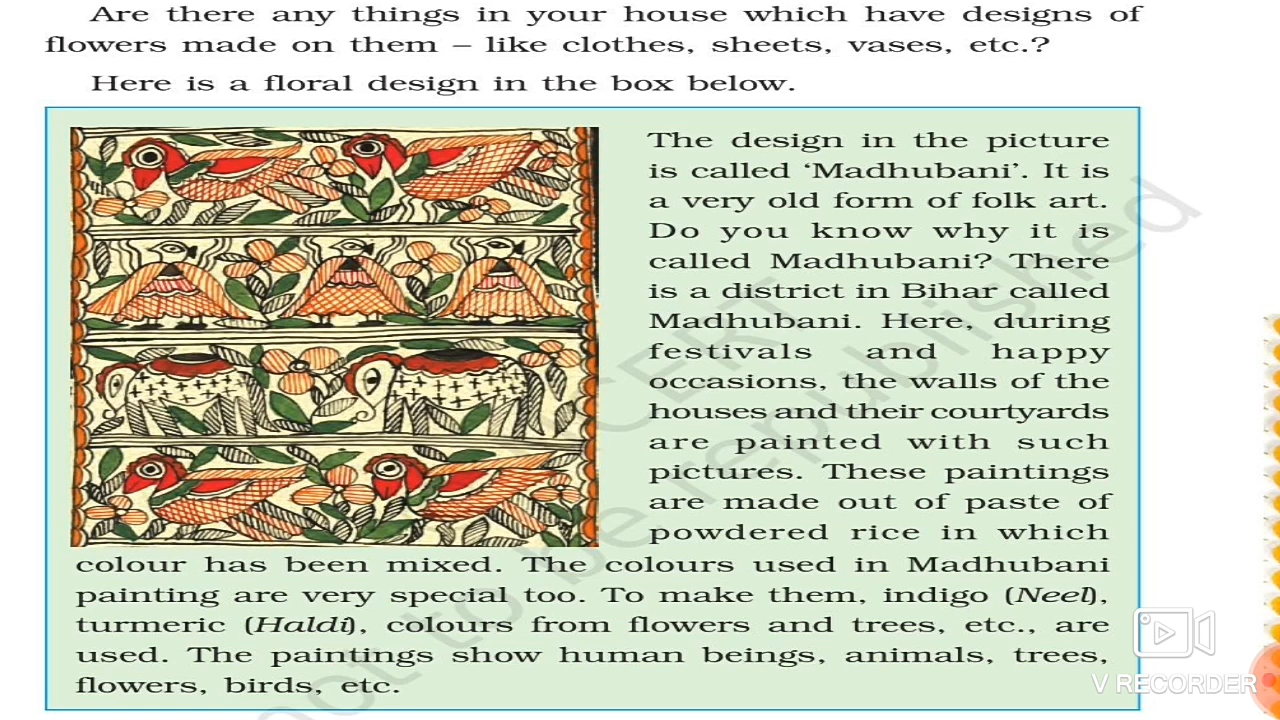 Are there any things in your house which have designs of
flowers made on them – like clothes, sheets, vases, etc.?
Here is a floral design in the box below.
The design in the picture
is called ‘Madhubani’. It is
a very old form of folk art.
Do you know why it is
called Madhubani? There
is a district in Bihar called
Madhubani. Here, during
festivals and happy
occasions, the walls of the
houses and their courtyards
are painted with such
pictures. These paintings
are made out of paste of
powdered rice in which
colour has been mixed. The colours used in Madhubani
painting are very special too. To make them, indigo (Neel),
turmeric (Haldi), colours from flowers and trees, etc., are
used. The paintings show human beings, animals, trees,
flowers, birds, etc.
not to be republished
V RECORDER